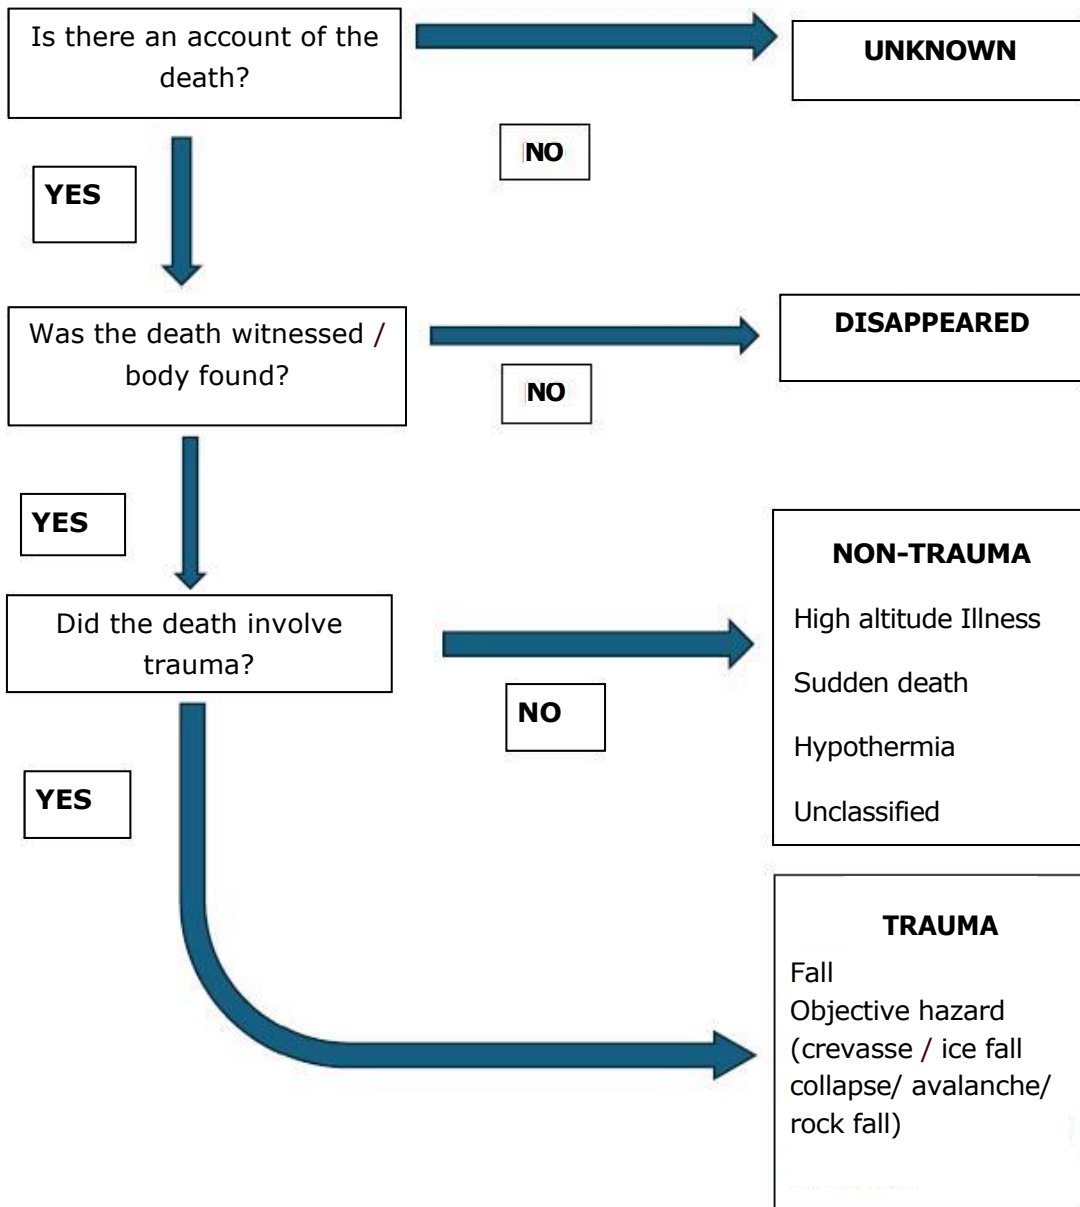 Is there an account of the
death?
UNKNOWN
NO
YES
Was the death witnessed /
body found?
DISAPPEARED
NO
YES
Did the death involve
trauma?
NON-TRAUMA
High altitude Illness
Sudden death
Hypothermia
Unclassified
NO
YES
TRAUMA
Fall
Objective hazard
(crevasse / ice fall
collapse/ avalanche/
rock fall)